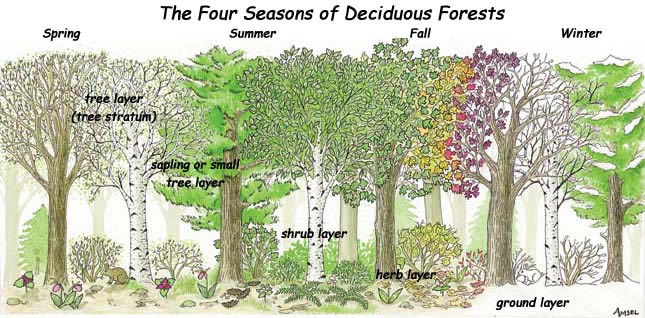 The Four Seasons of Deciduous Forests
Spring
Summer
Fall
Winter
tree layer
(tree stratum)
sapling or small
tree layer
shrub layer
herb layer
ground layer
AMSEL